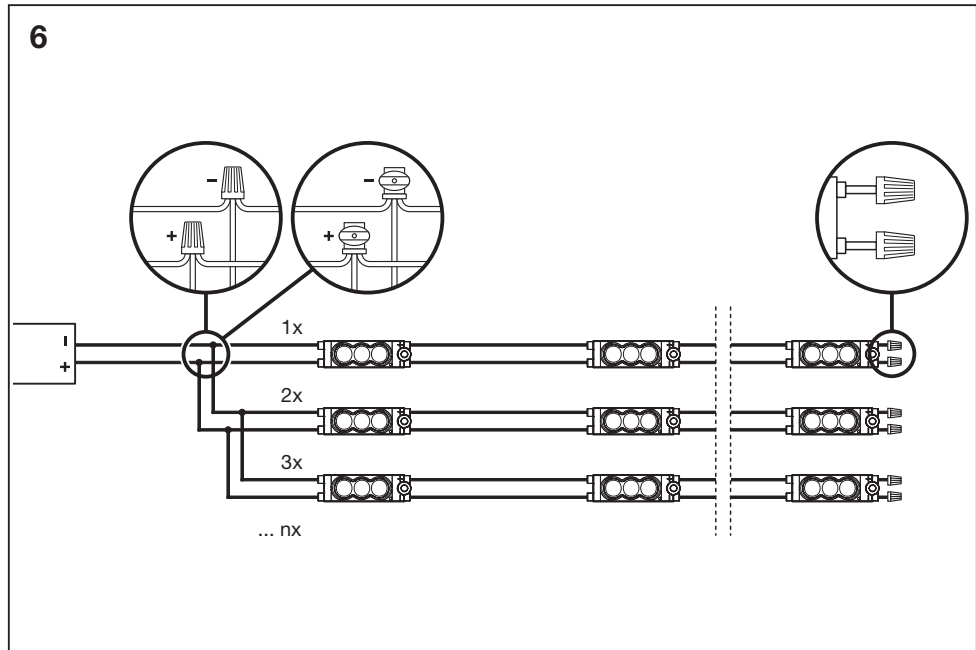 6
-
+
-
+
-
+
1x
2x
3x
... nx